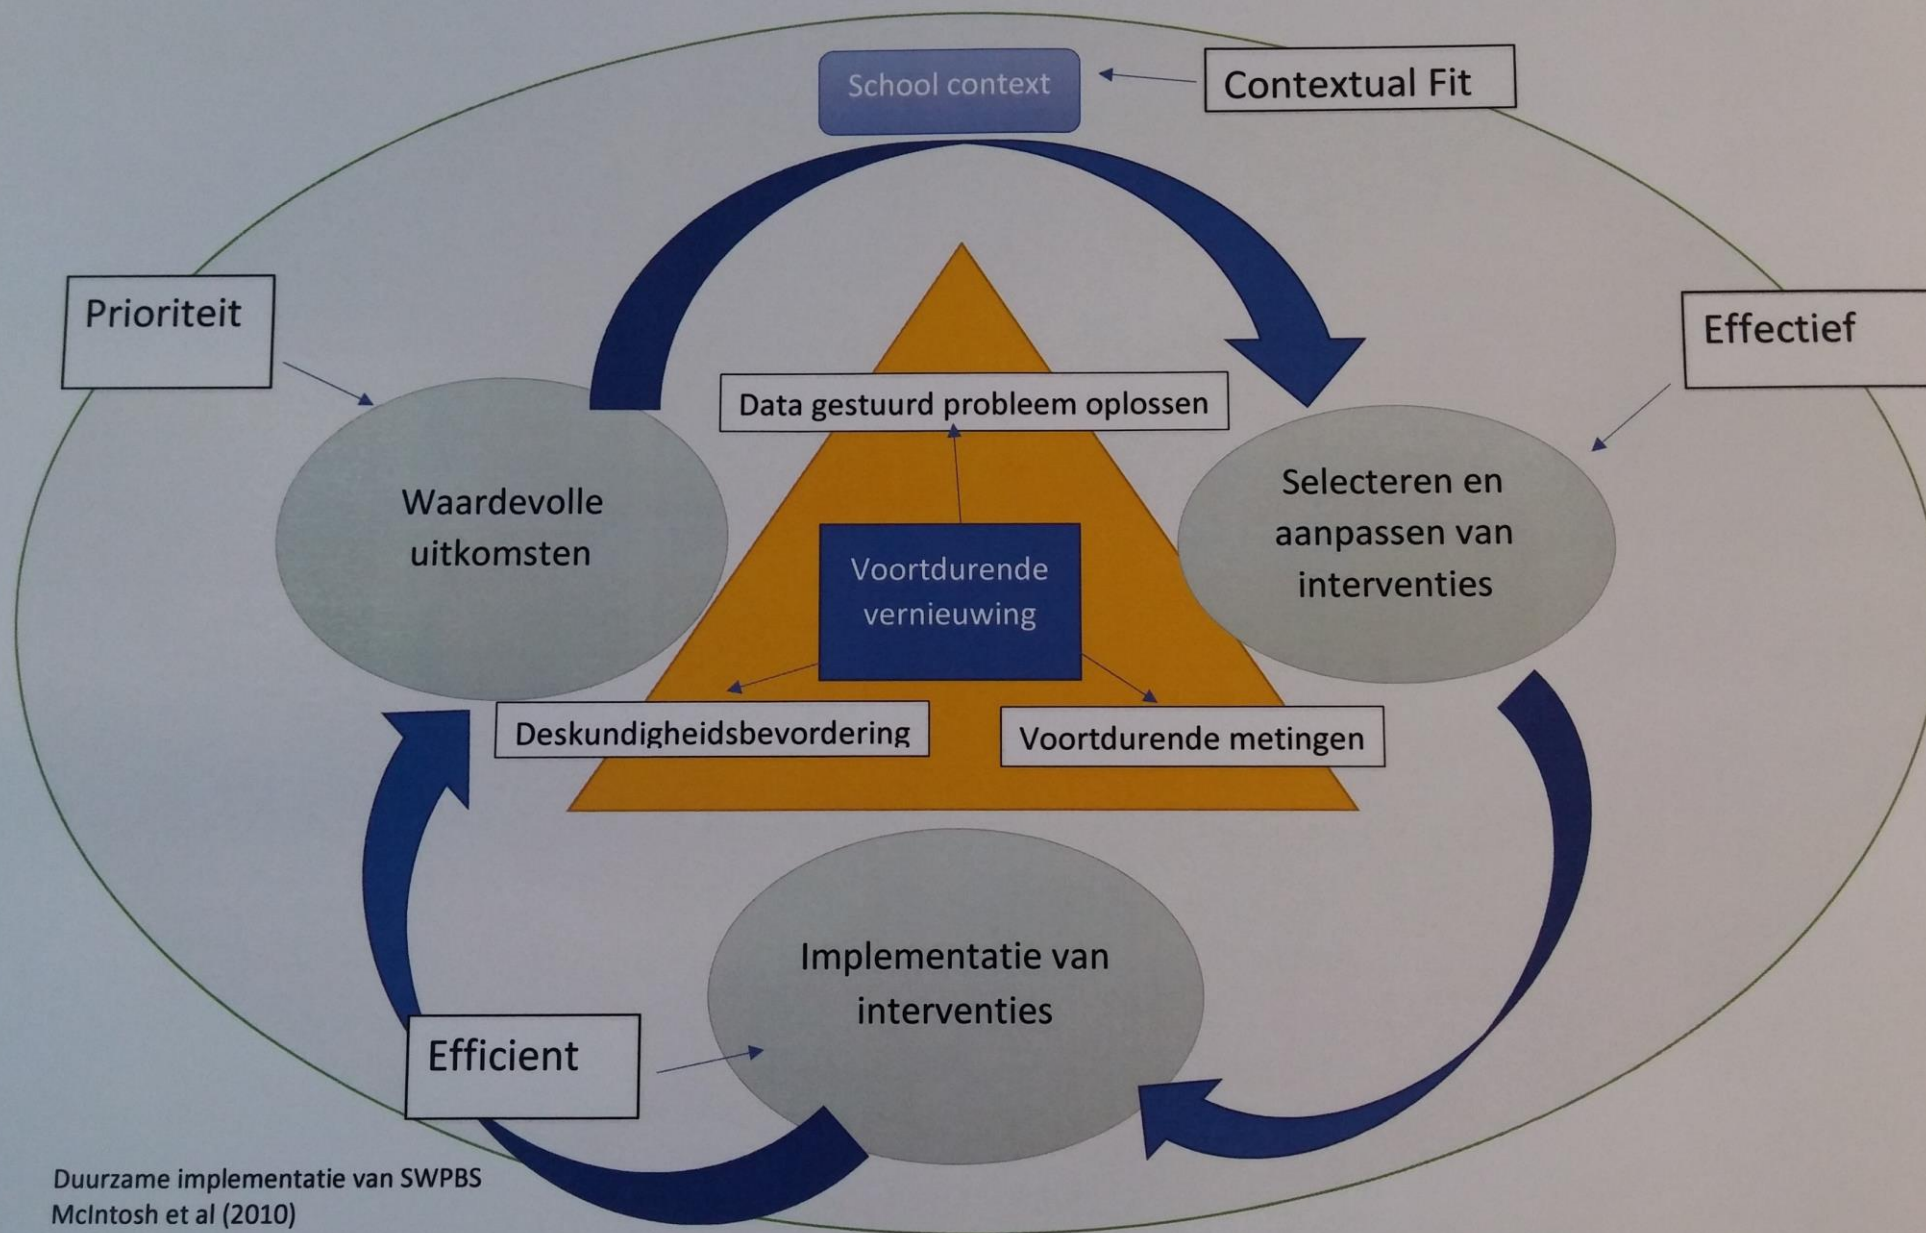 School context
Contextual Fit
Prioriteit
Effectief
Data gestuurd probleem oplossen
Waardevolle
uitkomsten
Selecteren en
aanpassen van
interventies
Voortdurende
vernieuwing
Deskundigheidsbevordering
Voortdurende metingen
Implementatie van
interventies
Efficient
Duurzame implementatie van SWPBS
McIntosh et al (2010)